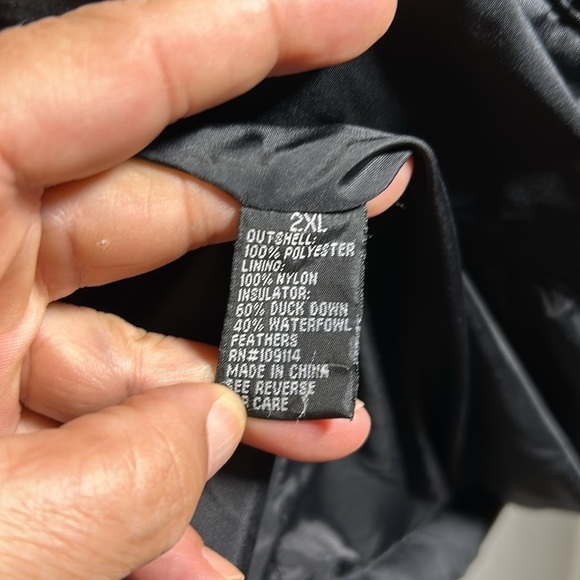 2XL
OUTSHELL:
100% POLYESTER
LINING:
100% NYLON
INSULATOR:
60% DUCK DOWN
40% WATERFOWL
FEATHERS
RN#109114
MADE IN CHINA
SEE REVERSE
CARE